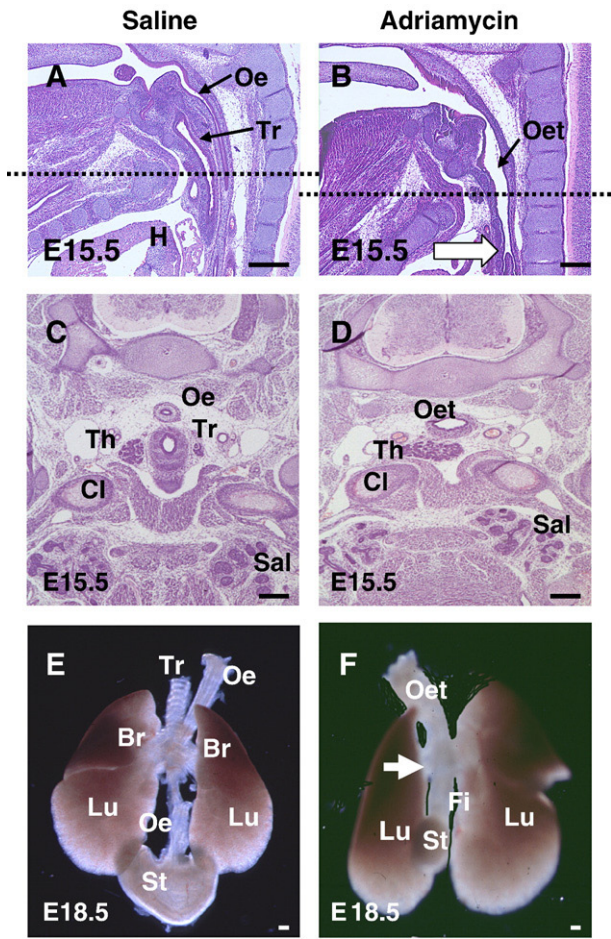 Saline Adriamycin
A Oe Tr H E15.5
B Oet E15.5
C Oe Th Tr Cl Sal E15.5
D Oet Th Cl Sal E15.5
E Tr Oe Br Br Lu Oe Lu St E18.5
F Oet Fi Lu St Lu E18.5